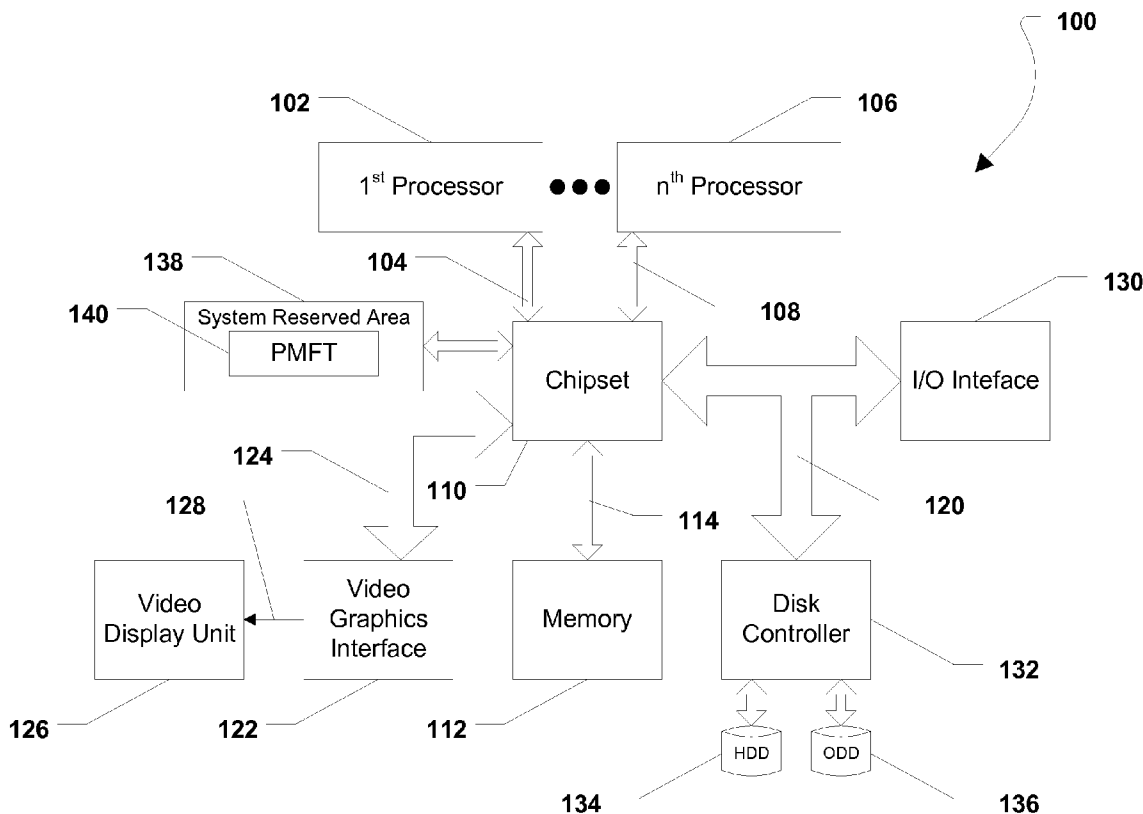 100
102
106
1st Processor
nth Processor
104
138
108
130
140
System Reserved Area
PMFT
Chipset
I/O Inteface
124
110
128
114
120
Video
Display Unit
Video
Graphics
Interface
Memory
Disk
Controller
132
126
122
112
HDD
ODD
134
136